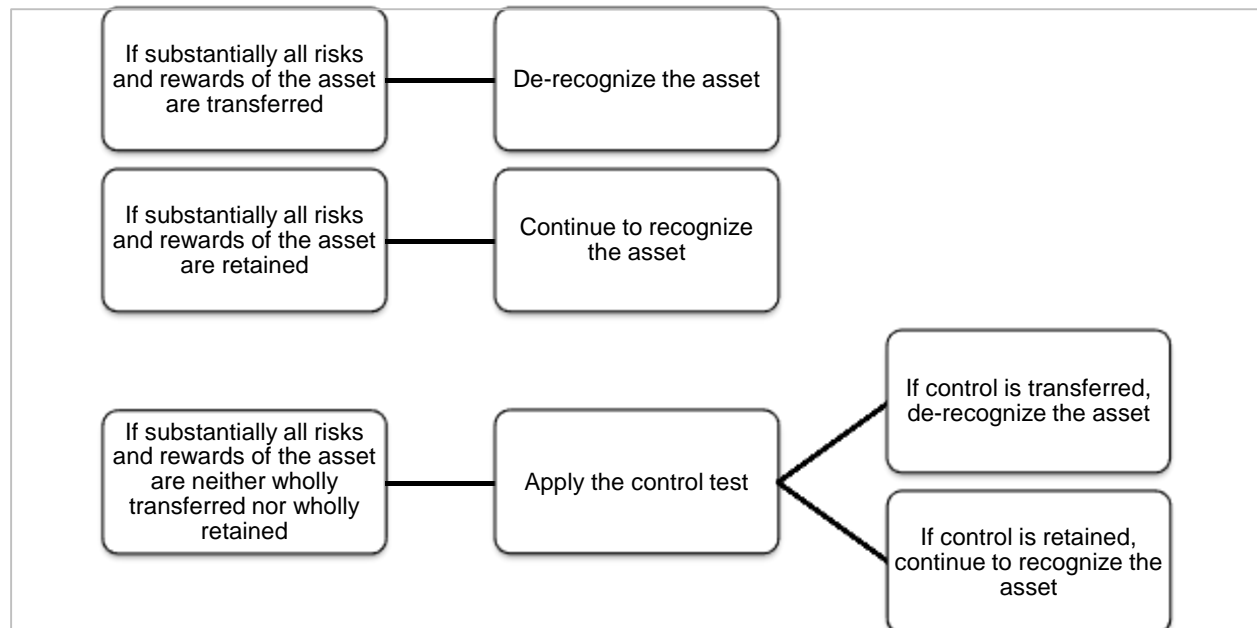 If substantially all risks
and rewards of the asset
are transferred
De-recognize the asset
If substantially all risks
and rewards of the asset
are retained
Continue to recognize
the asset
If substantially all risks
and rewards of the asset
are neither wholly
transferred nor wholly
retained
Apply the control test
If control is transferred,
de-recognize the asset
If control is retained,
continue to recognize the
asset